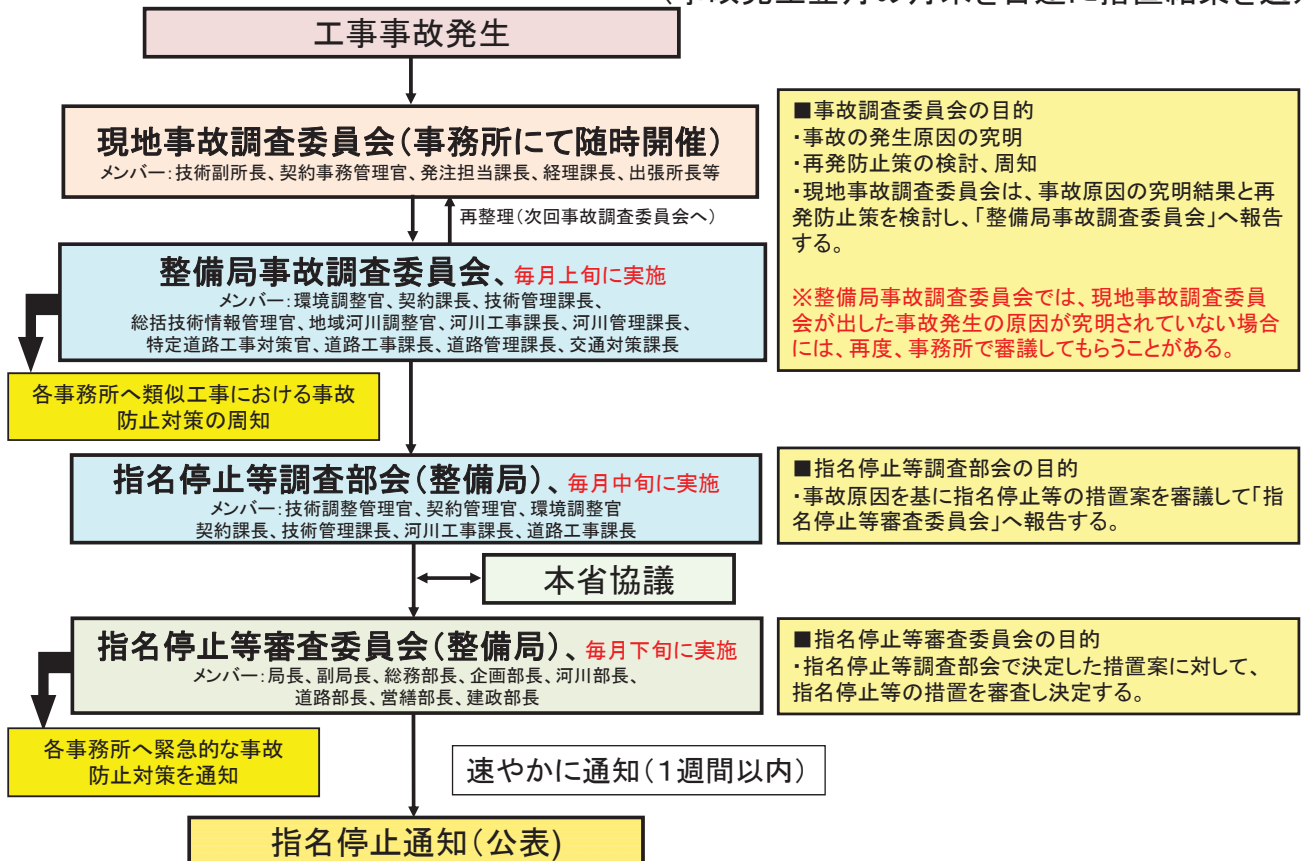 工事事故発生
現地事故調査委員会(事務所にて随時開催)
メンバー:技術副所長、契約事務管理官、発注担当課長、経理課長、出張所長等
■事故調査委員会の目的
・事故の発生原因の究明
・再発防止策の検討、周知
・現地事故調査委員会は、事故原因の究明結果と再
発防止策を検討し、「整備局事故調査委員会」へ報告
する。
※整備局事故調査委員会では、現地事故調査委員
会が出した事故発生の原因が究明されていない場合
には、再度、事務所で審議してもらうことがある。
再整理(次回事故調査委員会へ)
整備局事故調査委員会、毎月上旬に実施
メンバー:環境調整官、契約課長、技術管理課長、
総括技術情報管理官、地域河川調整官、河川工事課長、河川管理課長、
特定道路工事対策官、道路工事課長、道路管理課長、交通対策課長
各事務所へ類似工事における事故
防止対策の周知
指名停止等調査部会(整備局)、毎月中旬に実施
メンバー:技術調整管理官、契約管理官、環境調整官
契約課長、技術管理課長、河川工事課長、道路工事課長
■指名停止等調査部会の目的
・事故原因を基に指名停止等の措置案を審議して「指
名停止等審査委員会」へ報告する。
本省協議
指名停止等審査委員会(整備局)、毎月下旬に実施
メンバー:局長、副局長、総務部長、企画部長、河川部長、
道路部長、営繕部長、建政部長
■指名停止等審査委員会の目的
・指名停止等調査部会で決定した措置案に対して、
指名停止等の措置を審査し決定する。
各事務所へ緊急的な事故
防止対策を通知
速やかに通知(1週間以内)
指名停止通知(公表)